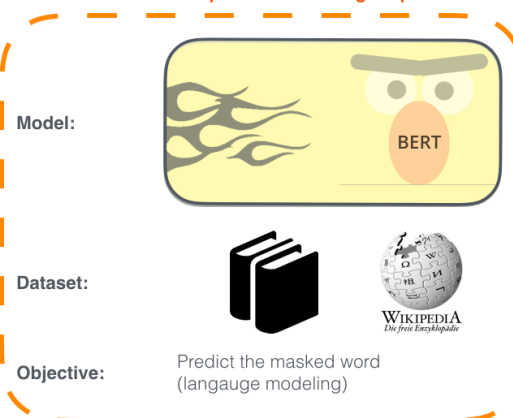 Model:
BERT
Dataset:
WIKIPEDIA
Die freie Enzyklopädie
Objective:
Predict the masked word
(langauge modeling)